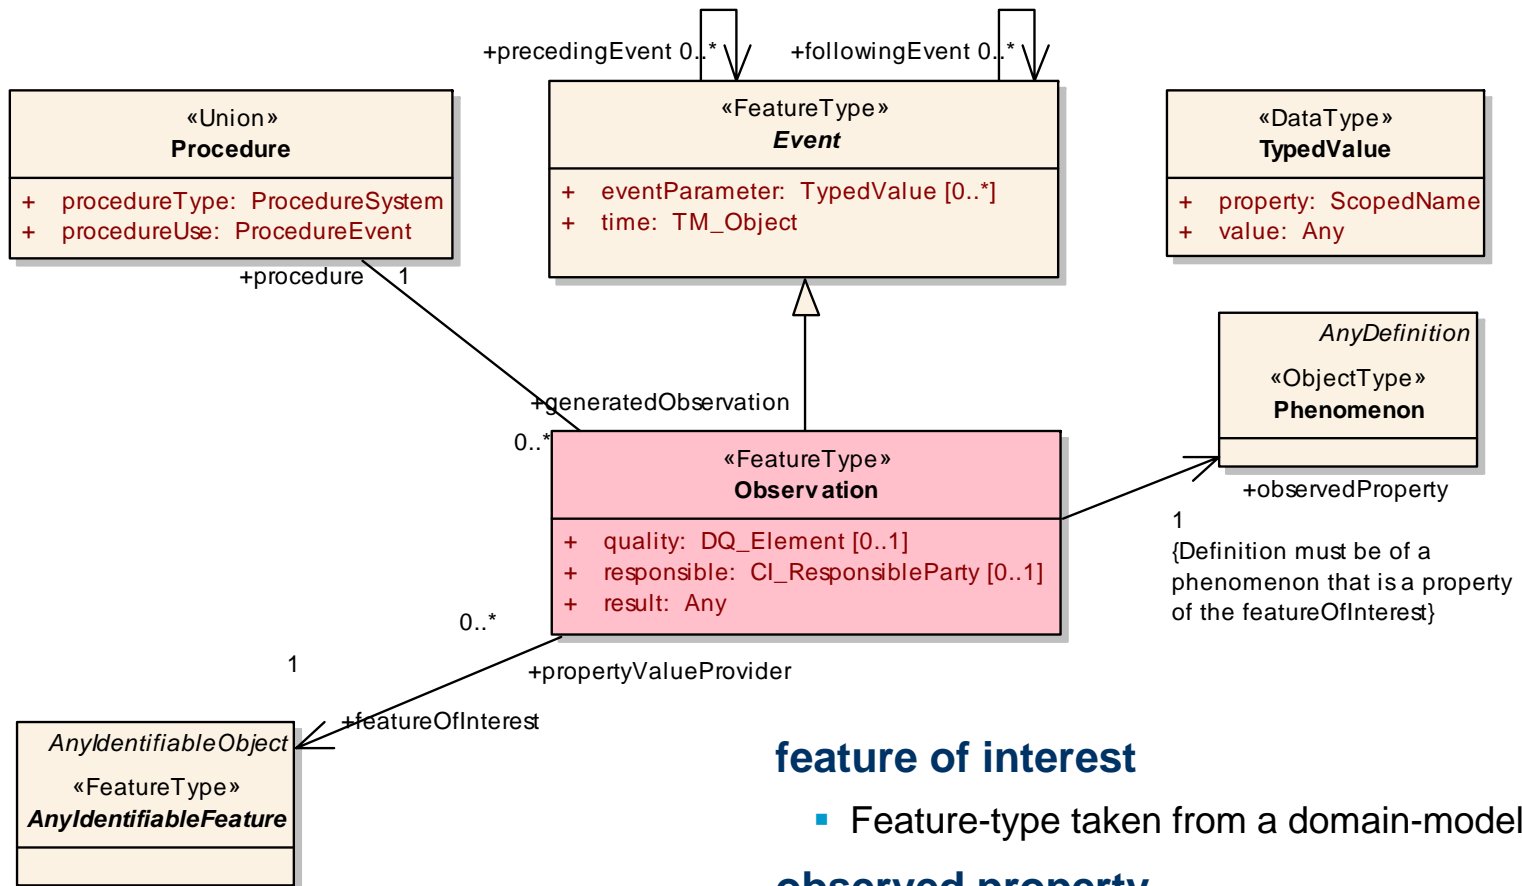 +precedingEvent 0..*
+followingEvent 0..*
«Union»
Procedure
+ procedureType: ProcedureSystem
+ procedureUse: ProcedureEvent
«FeatureType»
Event
+ eventParameter: TypedValue [0..*]
+ time: TM_Object
«DataType»
TypedValue
+ property: ScopedName
+ value: Any
+procedure 1
AnyDefinition
«ObjectType»
Phenomenon
+generatedObservation
0..*
«FeatureType»
Observation
+ quality: DQ_Element [0..1]
+ responsible: CI_ResponsibleParty [0..1]
+ result: Any
+observedProperty
1
{Definition must be of a
phenomenon that is a property
of the featureOfInterest}
0..*
1
+propertyValueProvider
+featureOfInterest
AnyIdentifiableObject
«FeatureType»
AnyIdentifiableFeature
feature of interest
▪ Feature-type taken from a domain-model
observed property